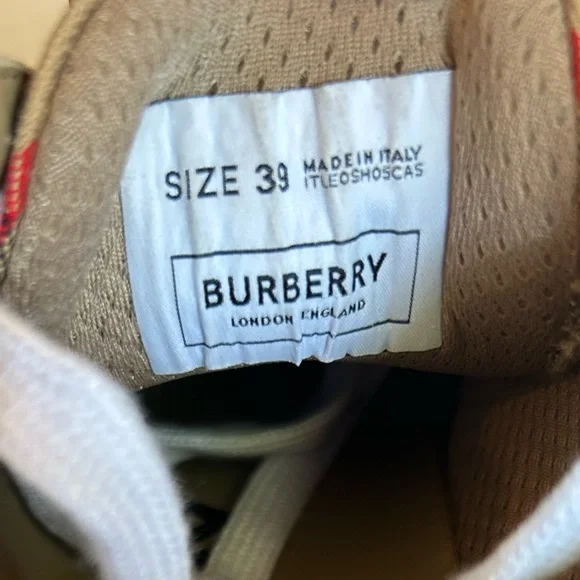 SIZE 39
MADE IN ITALY
ITLEOSHOSCAS
BURBERRY
LONDON ENGLAND